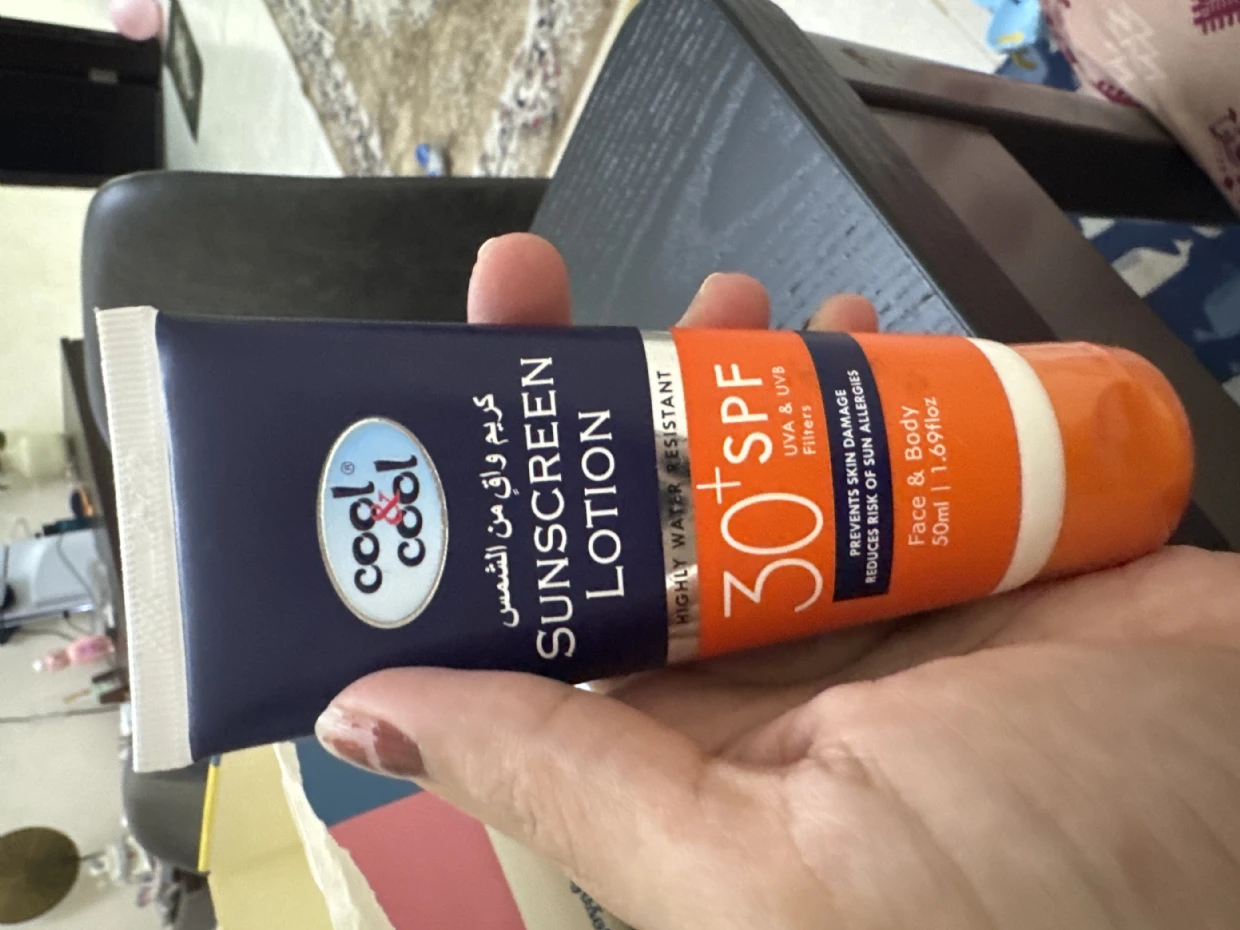 cool®
&
cool
كريم واقٍ من الشمس
SUNSCREEN
LOTION
HIGHLY WATER RESISTANT
30+ SPF
UVA & UVB
Filters
PREVENTS SKIN DAMAGE
REDUCES RISK OF SUN ALLERGIES
Face & Body
50ml | 1.69floz